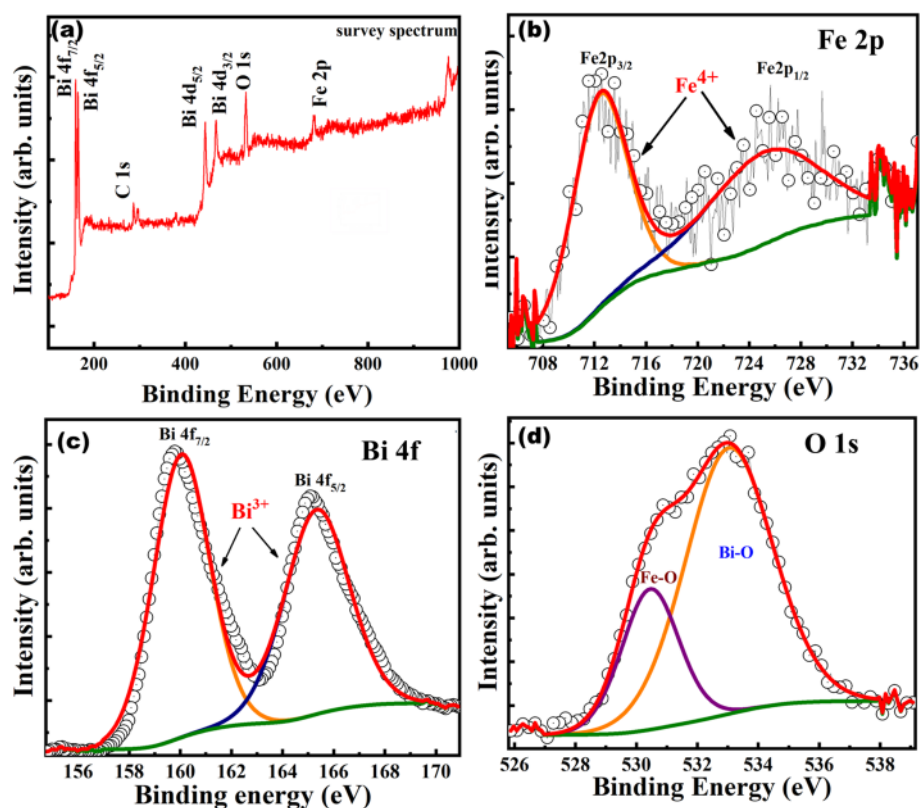 (a)
survey spectrum
Bi 4f7/2
Bi 4f5/2
C 1s
Bi 4d5/2
Bi 4d3/2
O 1s
Fe 2p
Intensity (arb. units)
200 400 600 800 1000
Binding Energy (eV)
(b)
Fe 2p
Fe2p3/2
Fe4+
Fe2p1/2
Intensity (arb. units)
708 712 716 720 724 728 732 736
Binding Energy (eV)
(c)
Bi 4f7/2
Bi 4f
Bi 4f5/2
Bi3+
Intensity (arb. units)
156 158 160 162 164 166 168 170
Binding energy (eV)
(d)
O 1s
Fe-O
Bi-O
Intensity (arb. units)
526 528 530 532 534 536 538
Binding Energy (eV)